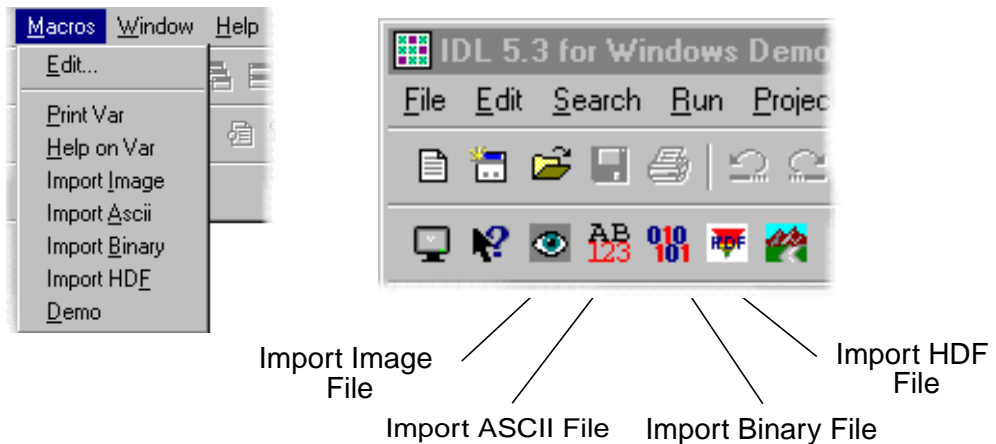 Macros Window Help
Edit...
Print Var
Help on Var
Import Image
Import Ascii
Import Binary
Import HDF
Demo
IDL 5.3 for Windows Demo
File Edit Search Run Projec
AB
123
010
101
HDF
Import Image
File
Import ASCII File
Import Binary File
Import HDF
File